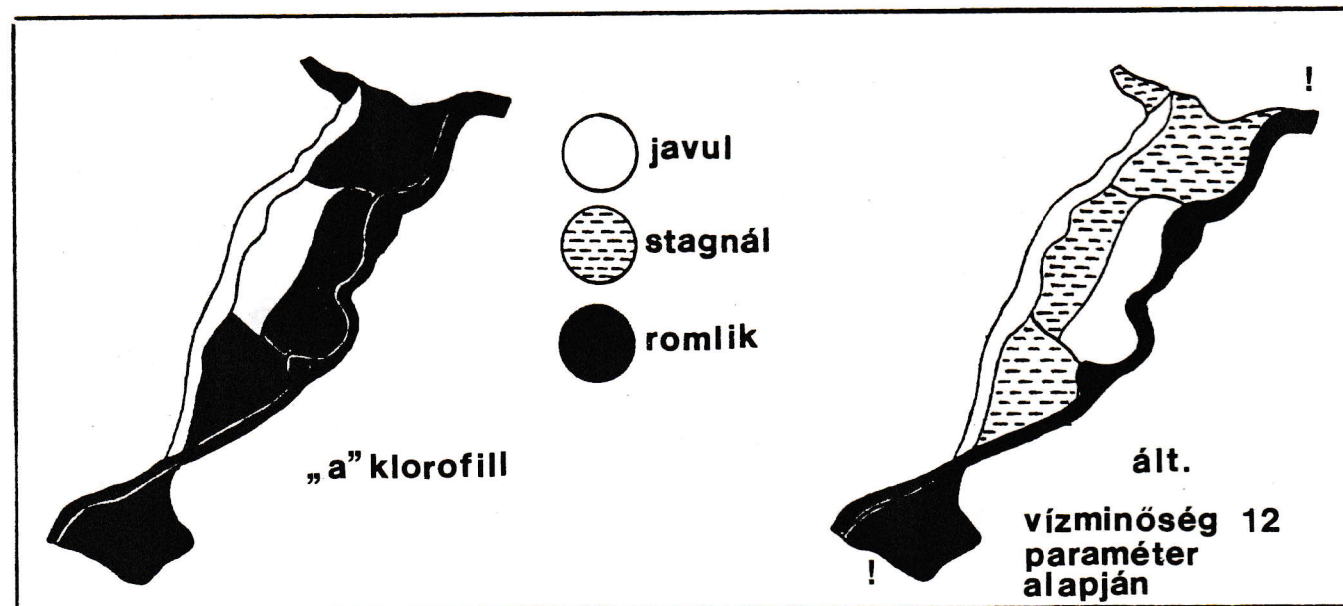 javul
stagnál
romlik
„a” klorofill
!
ált.
vízminőség 12
paraméter
alapján
!